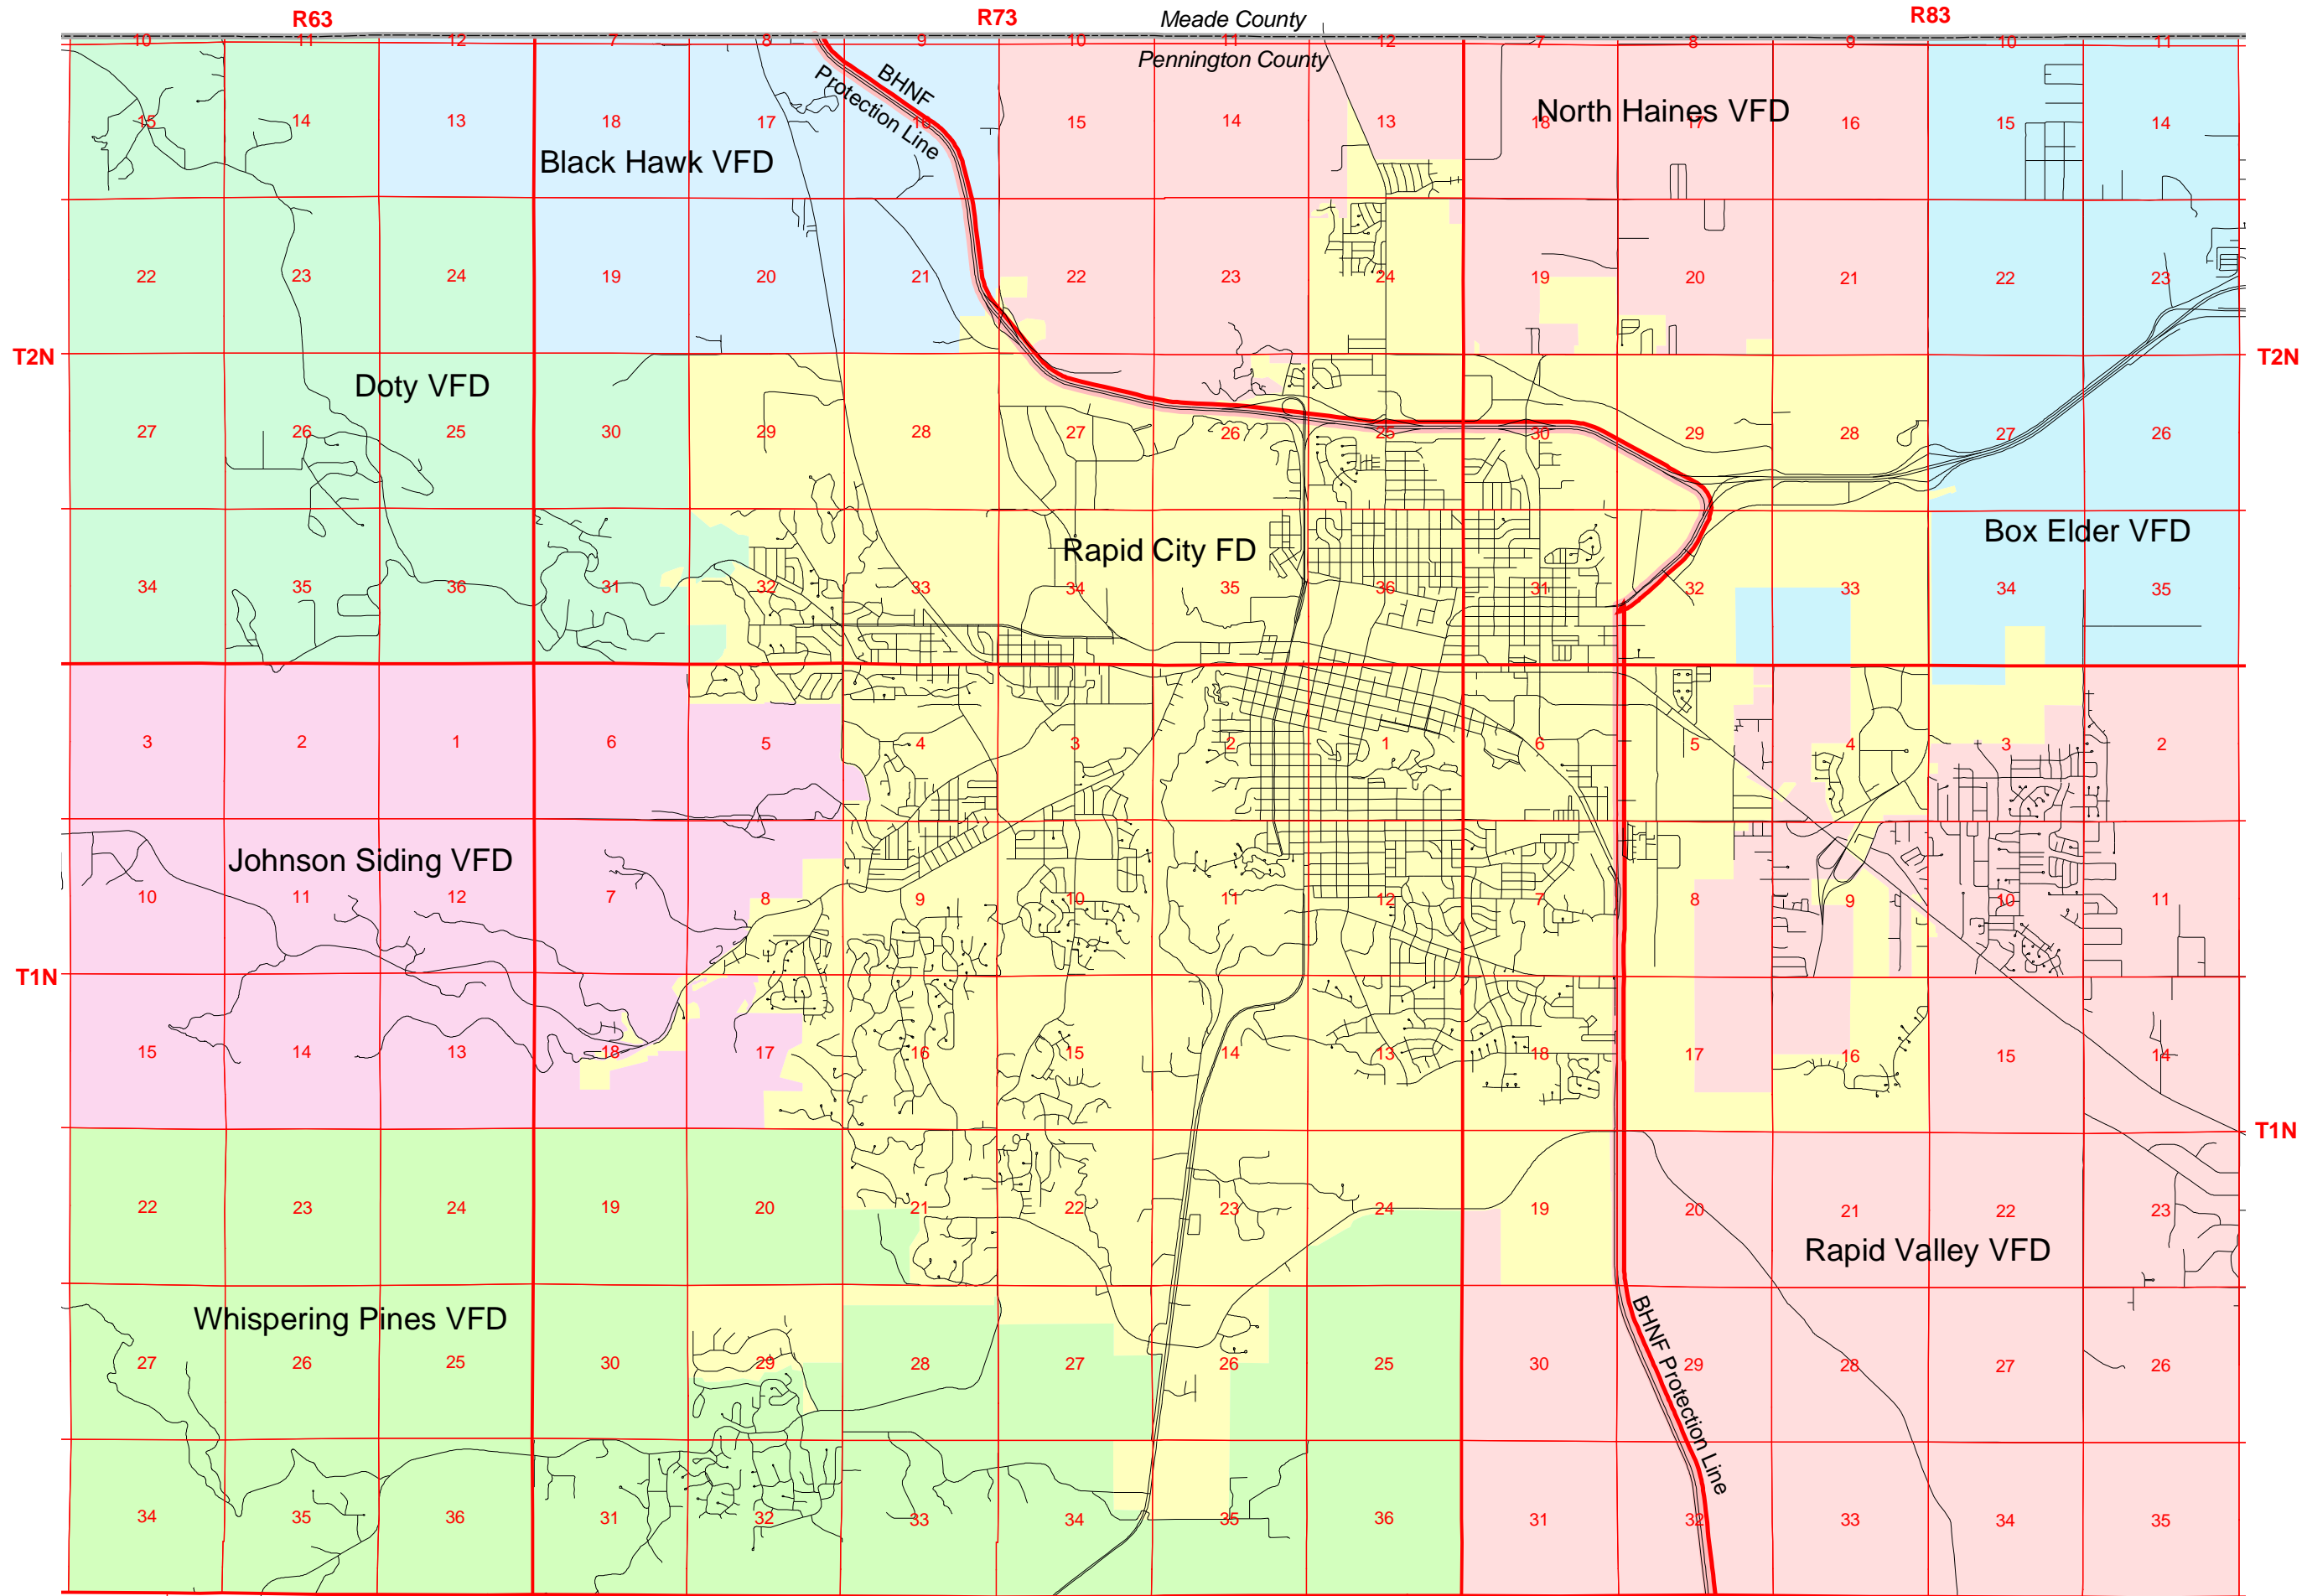 R63 R73 Meade County R83
10 11 12 7 8 9 10 11 12 7 8 9 10 11
Pennington County
BHNF
Protection Line
North Haines VFD
15 14 13 18 17 16 15 14 13 18 17 16 15 14
Black Hawk VFD
22 23 24 19 20 21 22 23 24 19 20 21 22 23
T2N T2N
Doty VFD
27 26 25 30 29 28 27 26 25 30 29 28 27 26
Rapid City FD Box Elder VFD
34 35 36 31 32 33 34 35 36 31 32 33 34 35
3 2 1 6 5 4 3 2 1 6 5 4 3 2
Johnson Siding VFD
10 11 12 7 8 9 10 11 12 7 8 9 10 11
T1N
15 14 13 18 17 16 15 14 13 18 17 16 15 14
T1N
22 23 24 19 20 21 22 23 24 19 20 21 22 23
Rapid Valley VFD
Whispering Pines VFD
BHNF Protection Line
27 26 25 30 29 28 27 26 25 30 29 28 27 26
34 35 36 31 32 33 34 35 36 31 32 33 34 35